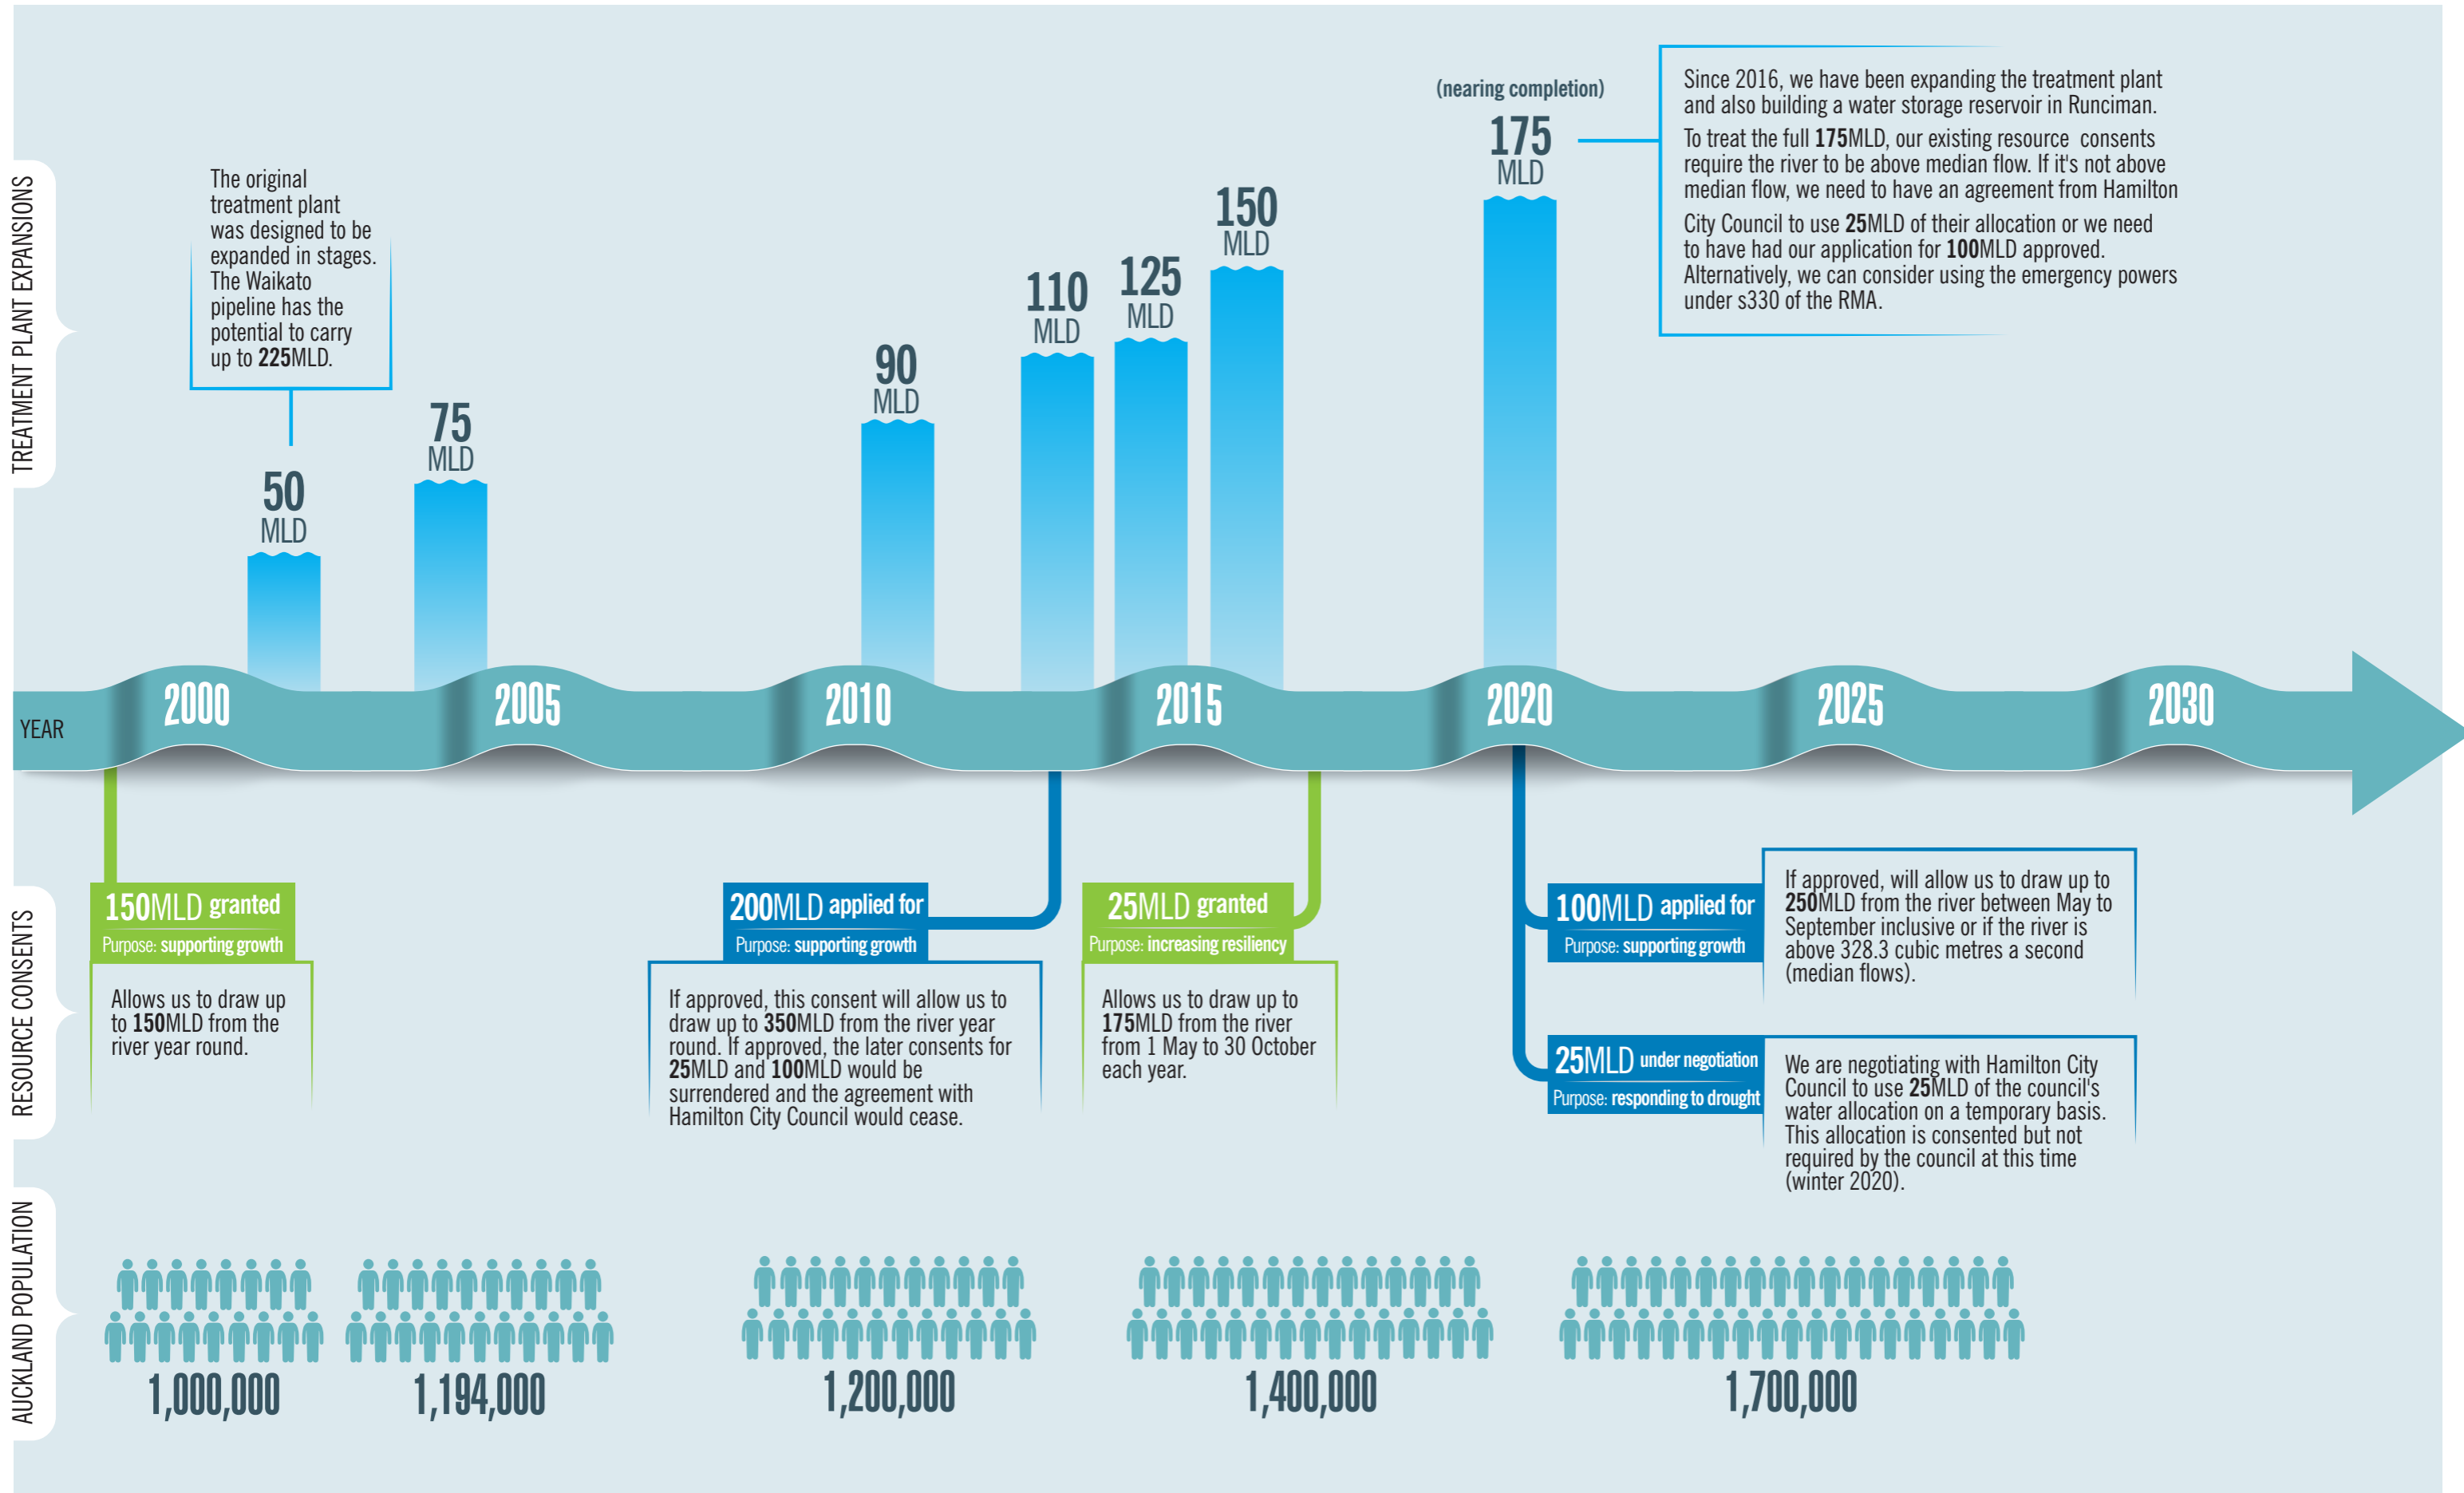 TREATMENT PLANT EXPANSIONS
The original
treatment plant
was designed to be
expanded in stages.
The Waikato
pipeline has the
potential to carry
up to 225MLD.
50
MLD
75
MLD
90
MLD
110
MLD
125
MLD
150
MLD
(nearing completion)
175
MLD
Since 2016, we have been expanding the treatment plant
and also building a water storage reservoir in Runciman.
To treat the full 175MLD, our existing resource consents
require the river to be above median flow. If it's not above
median flow, we need to have an agreement from Hamilton
City Council to use 25MLD of their allocation or we need
to have had our application for 100MLD approved.
Alternatively, we can consider using the emergency powers
under s330 of the RMA.
YEAR
2000
2005
2010
2015
2020
2025
2030
RESOURCE CONSENTS
150MLD granted
Purpose: supporting growth
Allows us to draw up
to 150MLD from the
river year round.
200MLD applied for
Purpose: supporting growth
If approved, this consent will allow us to
draw up to 350MLD from the river year
round. If approved, the later consents for
25MLD and 100MLD would be
surrendered and the agreement with
Hamilton City Council would cease.
25MLD granted
Purpose: increasing resiliency
Allows us to draw up to
175MLD from the river
from 1 May to 30 October
each year.
100MLD applied for
Purpose: supporting growth
If approved, will allow us to draw up to
250MLD from the river between May to
September inclusive or if the river is
above 328.3 cubic metres a second
(median flows).
25MLD under negotiation
Purpose: responding to drought
We are negotiating with Hamilton City
Council to use 25MLD of the council's
water allocation on a temporary basis.
This allocation is consented but not
required by the council at this time
(winter 2020).
AUCKLAND POPULATION
1,000,000
1,194,000
1,200,000
1,400,000
1,700,000